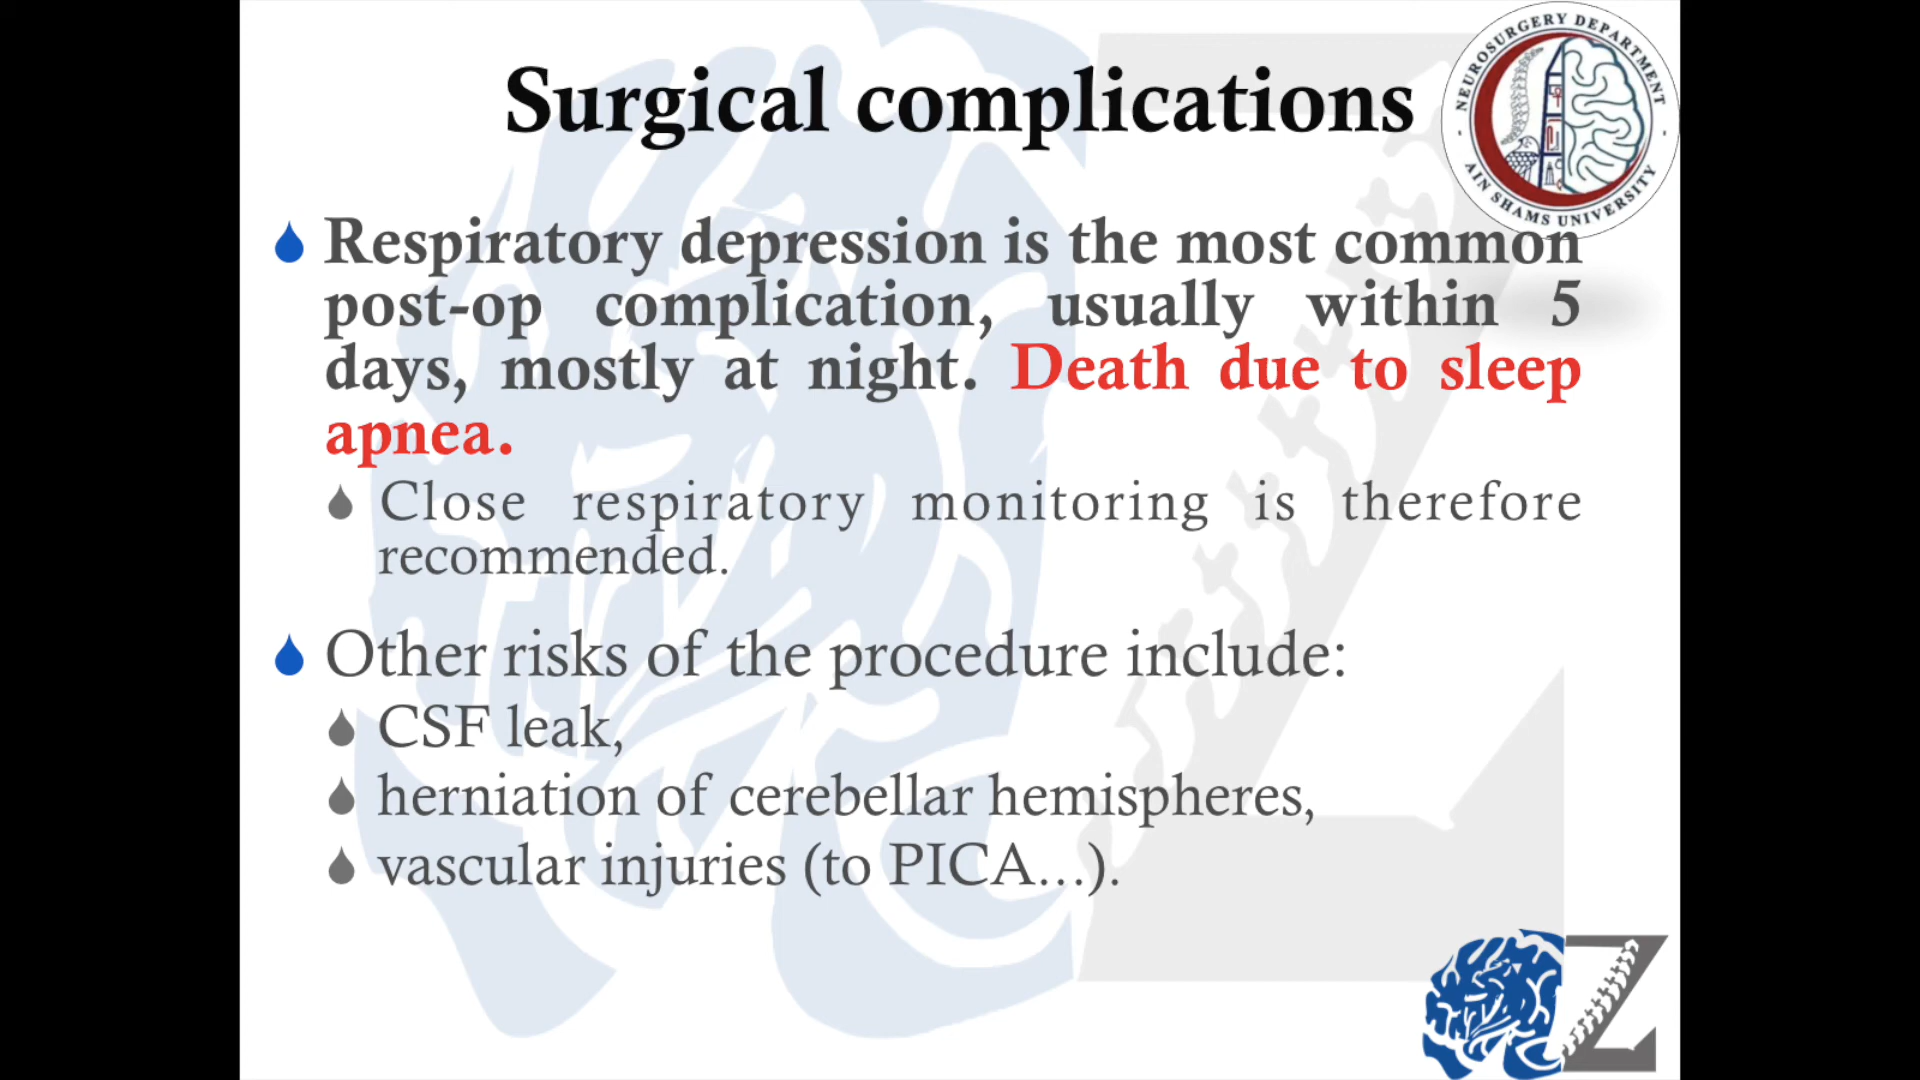 Surgical complications
NEUROSURGERY DEPARTMENT
AIN SHAMS UNIVERSITY
Respiratory depression is the most common
post-op complication, usually within 5
days, mostly at night. Death due to sleep
apnea.
Close respiratory monitoring is therefore
recommended.
Other risks of the procedure include:
CSF leak,
herniation of cerebellar hemispheres,
vascular injuries (to PICA...).